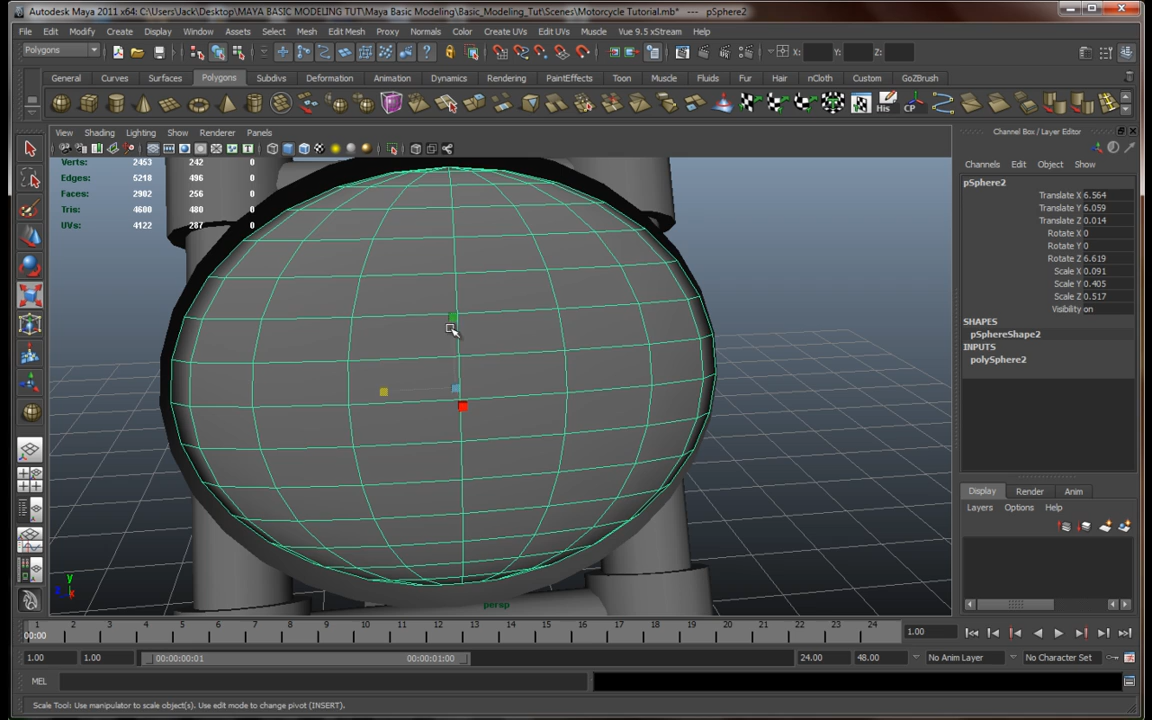 Autodesk Maya 2011 x64: C:\Users\Jack\Desktop\MAYA BASIC MODELING TUT\Maya Basic Modeling\Basic_Modeling_Tut\Scenes\Motorcycle Tutorial.mb* --- pSphere2
File Edit Modify Create Display Window Assets Select Mesh Edit Mesh Proxy Normals Color Create UVs Edit UVs Muscle Vue 9.5 xStream Help
Polygons X: Y: Z:
General Curves Surfaces Polygons Subdivs Deformation Animation Dynamics Rendering PaintEffects Toon Muscle Fluids Fur Hair nCloth Custom GoZBrush
His CP
View Shading Lighting Show Renderer Panels
Channel Box / Layer Editor
Channels Edit Object Show
Verts: 2453 242 0
Edges: 5218 496 0
Faces: 2902 256 0
Tris: 4600 480 0
UVs: 4122 287 0
pSphere2
Translate X 6.564
Translate Y 6.059
Translate Z 0.014
Rotate X 0
Rotate Y 0
Rotate Z 6.619
Scale X 0.091
Scale Y 0.405
Scale Z 0.517
Visibility on
SHAPES
pSphereShape2
INPUTS
polySphere2
Display Render Anim
Layers Options Help
y
z x
persp
1 2 3 4 5 6 7 8 9 10 11 12 13 14 15 16 17 18 19 20 21 22 23 24
00:00
1.00
1.00 1.00 00:00:00:01 00:00:01:00 24.00 48.00 No Anim Layer No Character Set
MEL
Scale Tool: Use manipulator to scale object(s). Use edit mode to change pivot (INSERT).